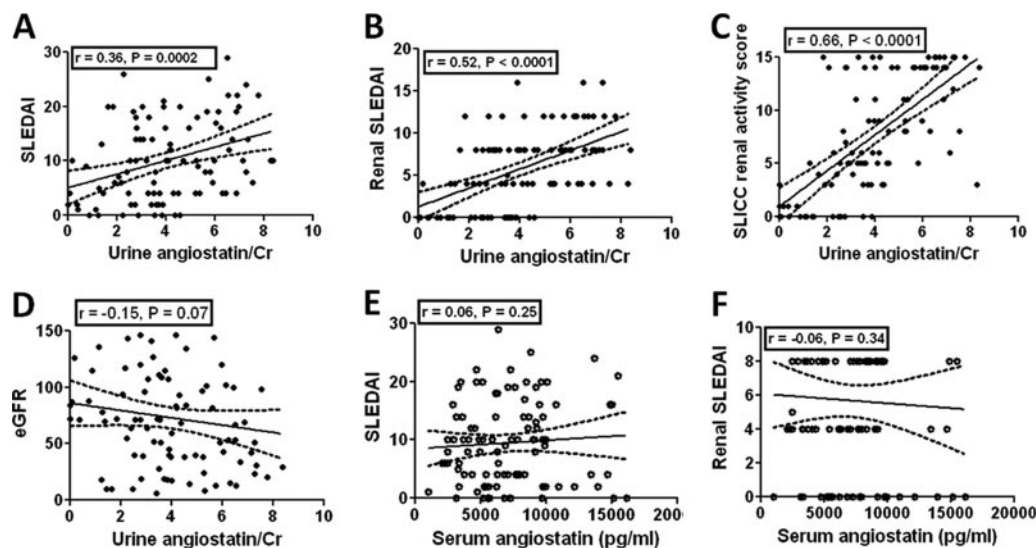 A
r = 0.36, P = 0.0002
SLEDAI
30
20
10
0
0 2 4 6 8 10
Urine angiostatin/Cr
B
r = 0.52, P < 0.0001
Renal SLEDAI
20
15
10
5
0
0 2 4 6 8 10
Urine angiostatin/Cr
C
r = 0.66, P < 0.0001
SLICC renal activity score
15
10
5
0
0 2 4 6 8 10
Urine angiostatin/Cr
D
r = -0.15, P = 0.07
eGFR
150
100
50
0
0 2 4 6 8 10
Urine angiostatin/Cr
E
r = 0.06, P = 0.25
SLEDAI
30
20
10
0
0 5000 10000 15000 2000
Serum angiostatin (pg/ml)
F
r = -0.06, P = 0.34
Renal SLEDAI
10
8
6
4
2
0
0 5000 10000 15000 20000
Serum angiostatin (pg/ml)